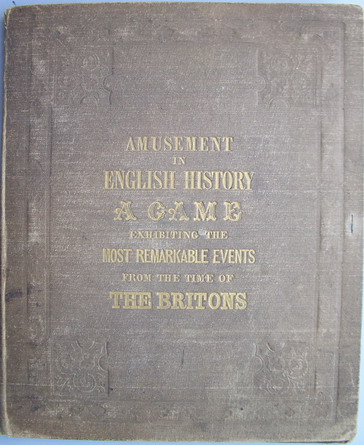 AMUSEMENT
IN
ENGLISH HISTORY
A GAME
EXHIBITING THE
MOST REMARKABLE EVENTS
FROM THE TIME OF
THE BRITONS